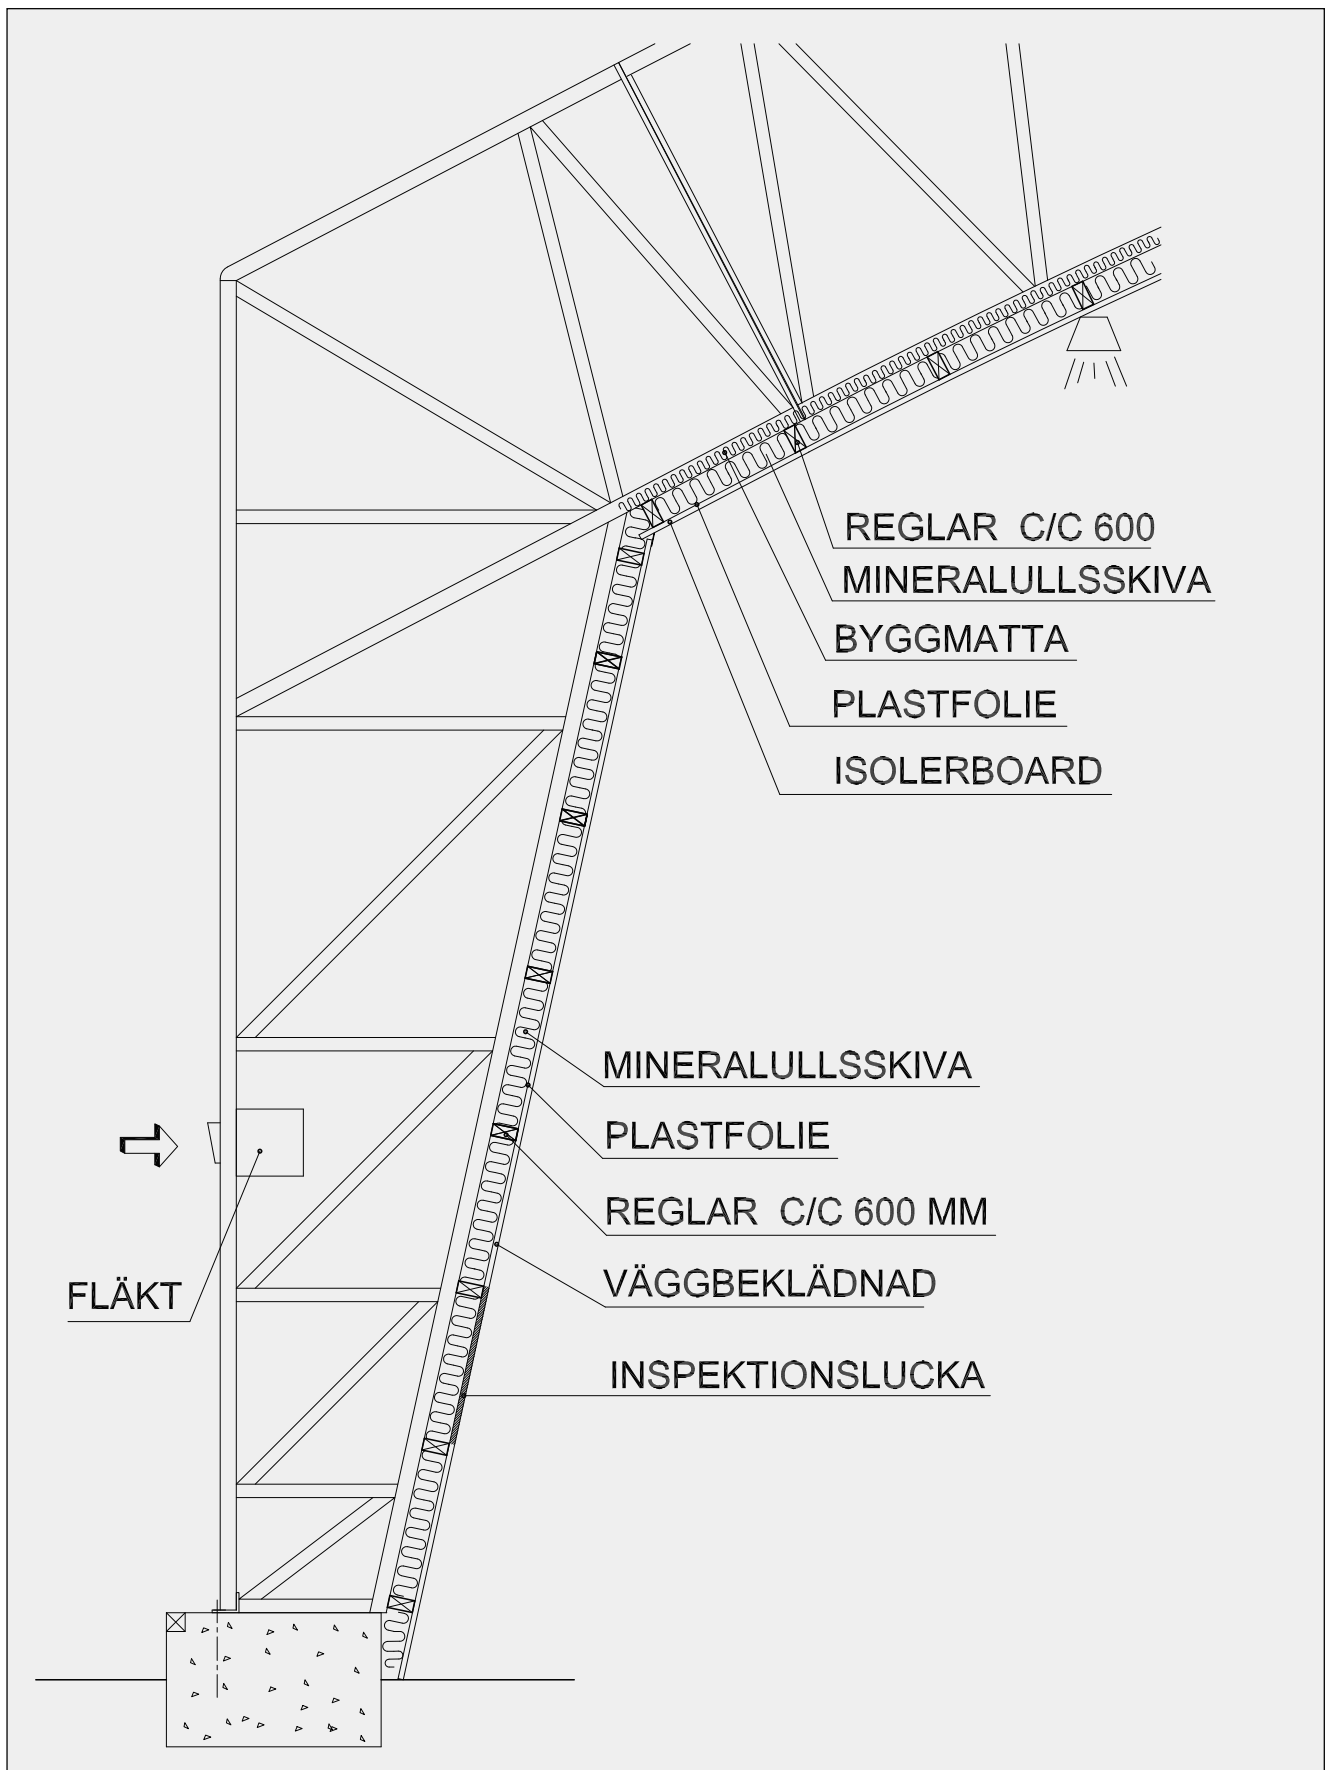 REGLAR C/C 600
MINERALULLSSKIVA
BYGGMATTA
PLASTFOLIE
ISOLERBOARD
MINERALULLSSKIVA
PLASTFOLIE
REGLAR C/C 600 MM
VÄGGBEKLÄDNAD
FLÄKT
INSPEKTIONSLUCKA